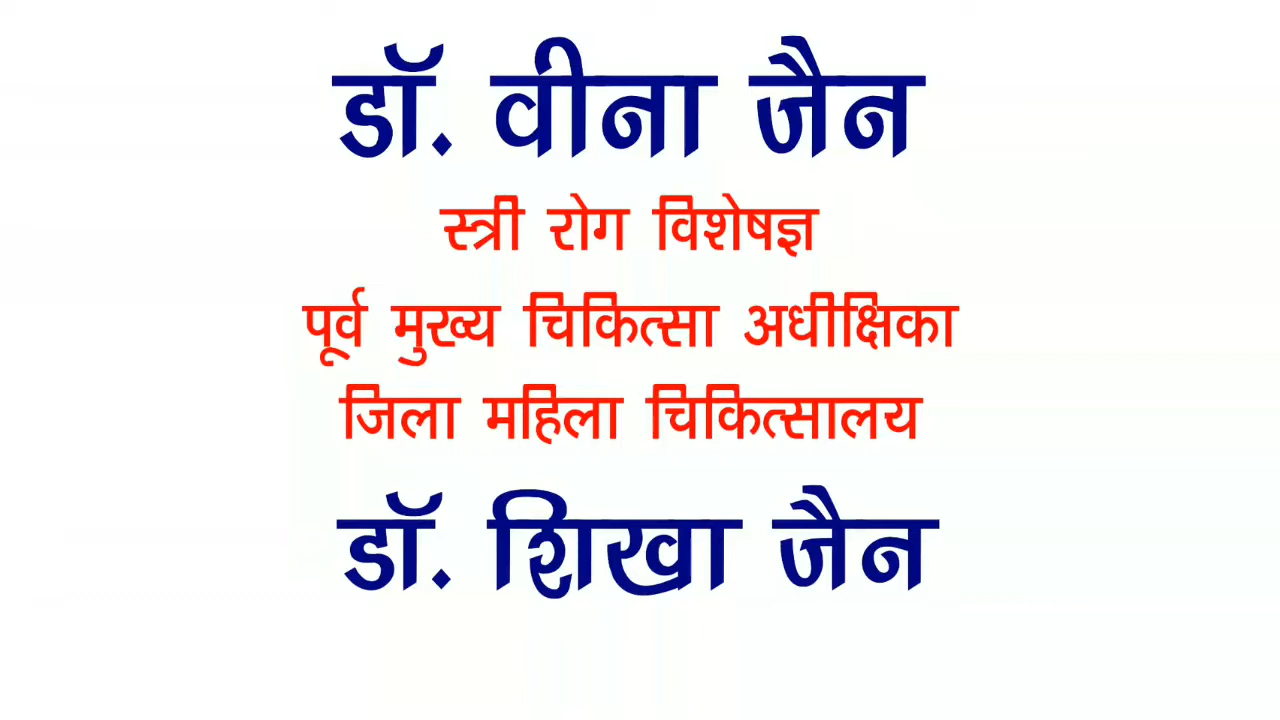 डॉ. वीना जैन
स्त्री रोग विशेषज्ञ
पूर्व मुख्य चिकित्सा अधीक्षिका
जिला महिला चिकित्सालय
डॉ. शिखा जैन